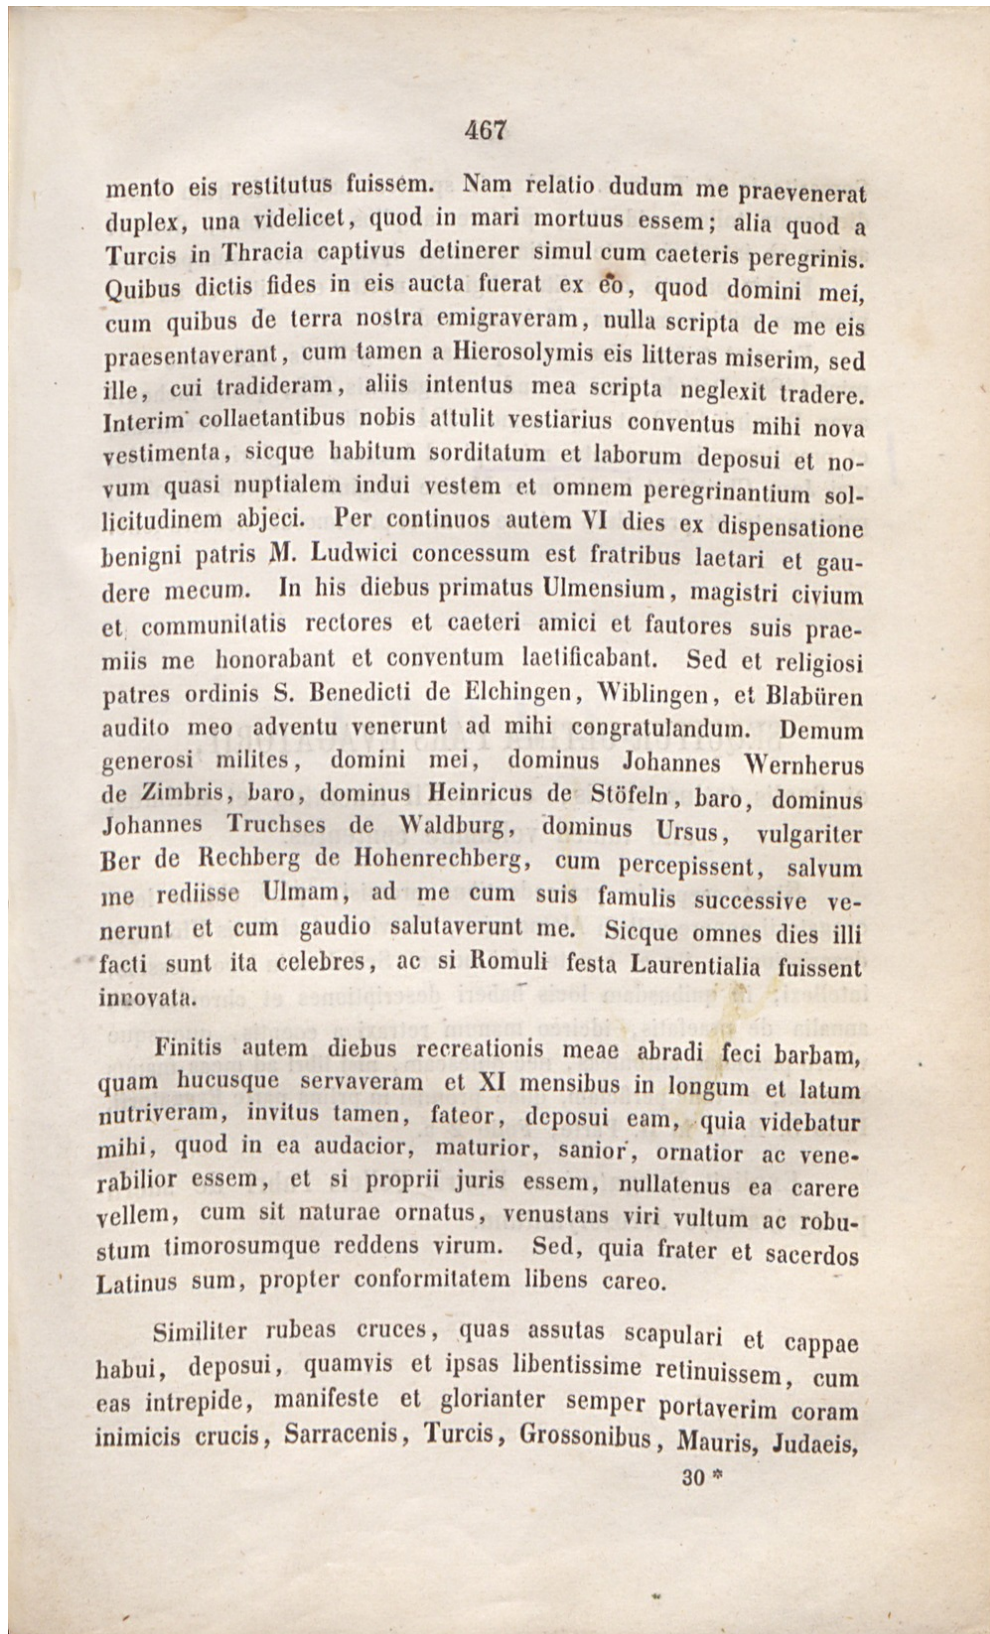 467
mento eis restitutus fuissem. Nam relatio dudum me praevenerat
duplex, una videlicet, quod in mari mortuus essem; alia quod a
Turcis in Thracia captivus detinerer simul cum caeteris peregrinis.
Quibus dictis fides in eis aucta fuerat ex eo, quod domini mei,
cum quibus de terra nostra emigraveram, nulla scripta de me eis
praesentaverant, cum tamen a Hierosolymis eis litteras miserim, sed
ille, cui tradideram, aliis intentus mea scripta neglexit tradere.
Interim collaetantibus nobis attulit vestiarius conventus mihi nova
vestimenta, sicque habitum sorditatum et laborum deposui et no-
vum quasi nuptialem indui vestem et omnem peregrinantium sol-
licitudinem abjeci. Per continuos autem VI dies ex dispensatione
benigni patris M. Ludwici concessum est fratribus laetari et gau-
dere mecum. In his diebus primatus Ulmensium, magistri civium
et communitatis rectores et caeteri amici et fautores suis prae-
miis me honorabant et conventum laetificabant. Sed et religiosi
patres ordinis S. Benedicti de Elchingen, Wiblingen, et Blabüren
audito meo adventu venerunt ad mihi congratulandum. Demum
generosi milites, domini mei, dominus Johannes Wernherus
de Zimbris, baro, dominus Heinricus de Stöfeln, baro, dominus
Johannes Truchses de Waldburg, dominus Ursus, vulgariter
Ber de Rechberg de Hohenrechberg, cum percepissent, salvum
me rediisse Ulmam, ad me cum suis famulis successive ve-
nerunt et cum gaudio salutaverunt me. Sicque omnes dies illi
facti sunt ita celebres, ac si Romuli festa Laurentialia fuissent
innovata.
Finitis autem diebus recreationis meae abradi feci barbam,
quam hucusque servaveram et XI mensibus in longum et latum
nutriveram, invitus tamen, fateor, deposui eam, quia videbatur
mihi, quod in ea audacior, maturior, sanior, ornatior ac vene-
rabilior essem, et si proprii juris essem, nullatenus ea carere
vellem, cum sit naturae ornatus, venustans viri vultum ac robu-
stum timorosumque reddens virum. Sed, quia frater et sacerdos
Latinus sum, propter conformitatem libens careo.
Similiter rubeas cruces, quas assutas scapulari et cappae
habui, deposui, quamvis et ipsas libentissime retinuissem, cum
eas intrepide, manifeste et glorianter semper portaverim coram
inimicis crucis, Sarracenis, Turcis, Grossonibus, Mauris, Judaeis,
30 *